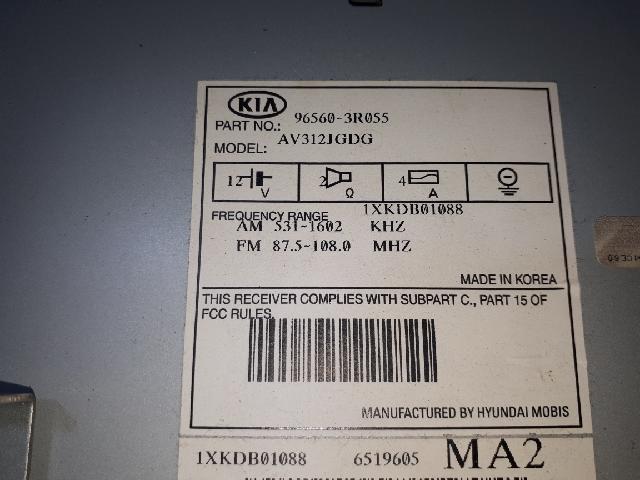 KIA
PART NO.: 96560-3R055
MODEL: AV312JGDG
12 V 2 Ω 4 A
1XKDB01088
FREQUENCY RANGE
AM 531-1602 KHZ
FM 87.5-108.0 MHZ
MADE IN KOREA
THIS RECEIVER COMPLIES WITH SUBPART C., PART 15 OF
FCC RULES.
MANUFACTURED BY HYUNDAI MOBIS
1XKDB01088 6519605 MA2